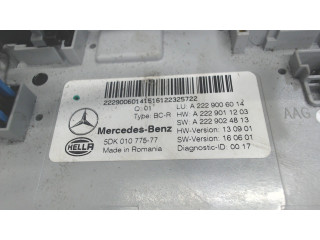 22290060141616122325722
Q: 01
LU: A 222 900 60 14
Type: BC-R
HW: A 222 901 12 03
Mercedes-Benz
SW: A 222 902 48 13
5DK 010 778-77
HW-Version: 13 09 01
HELLA
Made in Romania
SW-Version: 16 06 01
Diagnostic-ID 00 17
AAG